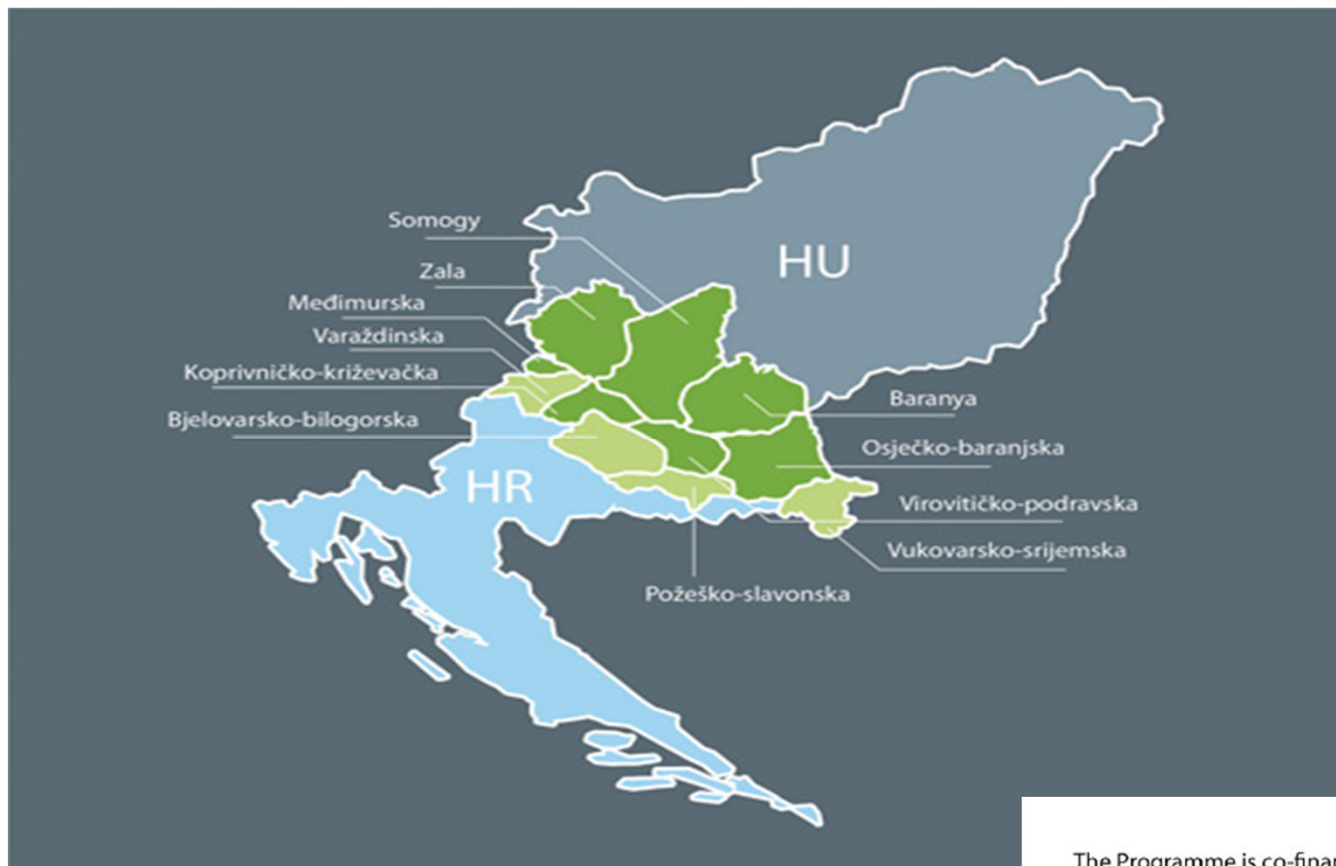 Somogy
Zala
Međimurska
Varaždinska
Koprivničko-križevačka
Bjelovarsko-bilogorska
HU
HR
Baranya
Osječko-baranjska
Virovitičko-podravska
Vukovarsko-srijemska
Požeško-slavonska
The Programme is co-finan